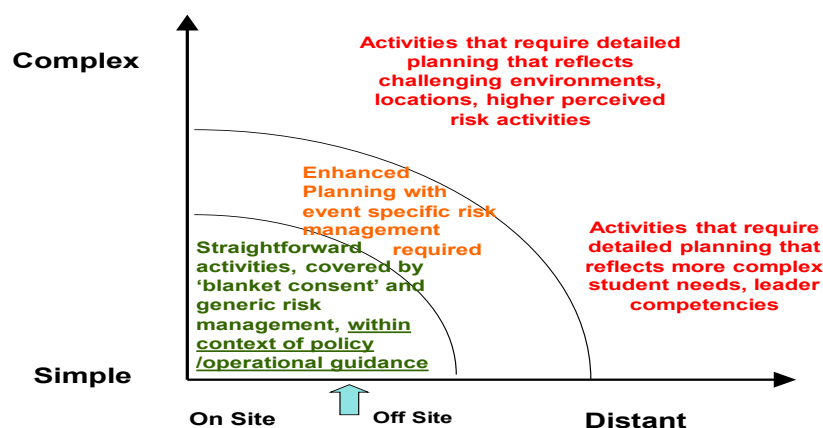 Complex
Activities that require detailed
planning that reflects
challenging environments,
locations, higher perceived
risk activities
Enhanced
Planning with
event specific risk
management
required
Activities that require
detailed planning that
reflects more complex
student needs, leader
competencies
Straightforward
activities, covered by
‘blanket consent’ and
generic risk
management, within
context of policy
/operational guidance
Simple
On Site
Off Site
Distant